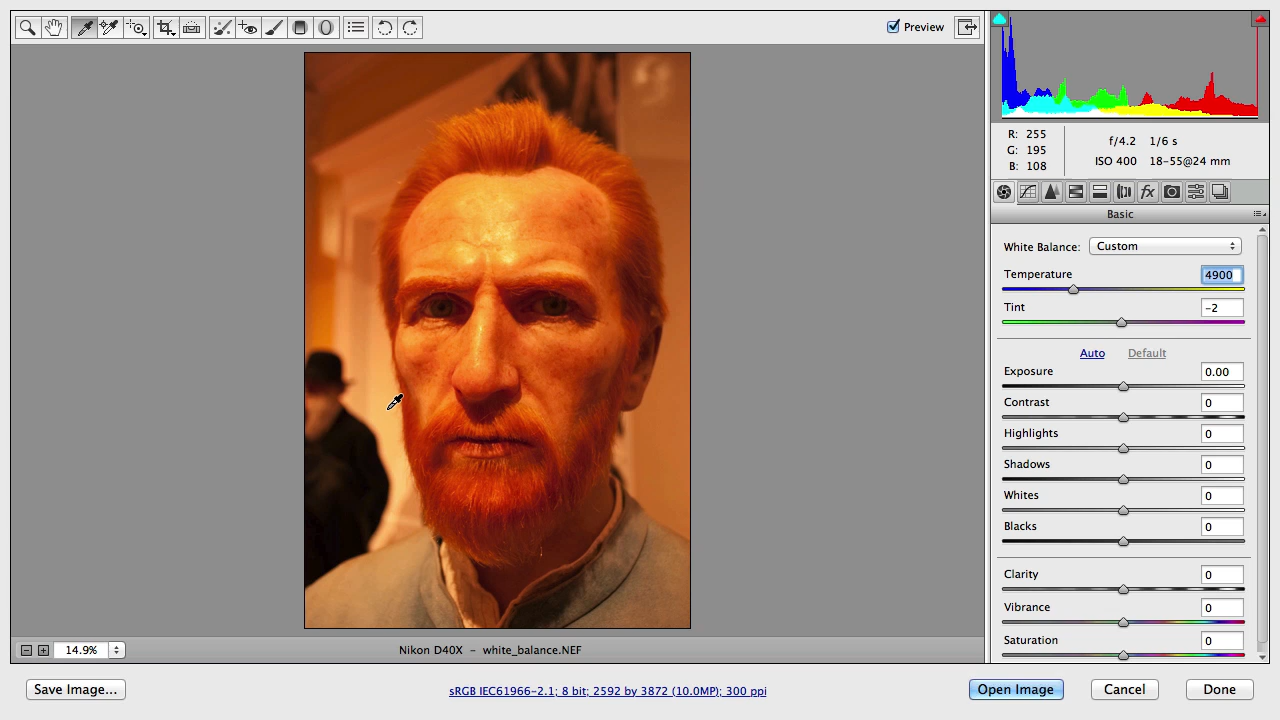 Preview
R: 255
G: 195
B: 108
f/4.2 1/6 s
ISO 400 18-55@24 mm
fx
Basic
White Balance: Custom
Temperature 4900
Tint -2
Auto Default
Exposure 0.00
Contrast 0
Highlights 0
Shadows 0
Whites 0
Blacks 0
Clarity 0
Vibrance 0
Saturation 0
14.9%
Nikon D40X – white_balance.NEF
Save Image...
sRGB IEC61966-2.1; 8 bit; 2592 by 3872 (10.0MP); 300 ppi
Open Image
Cancel
Done